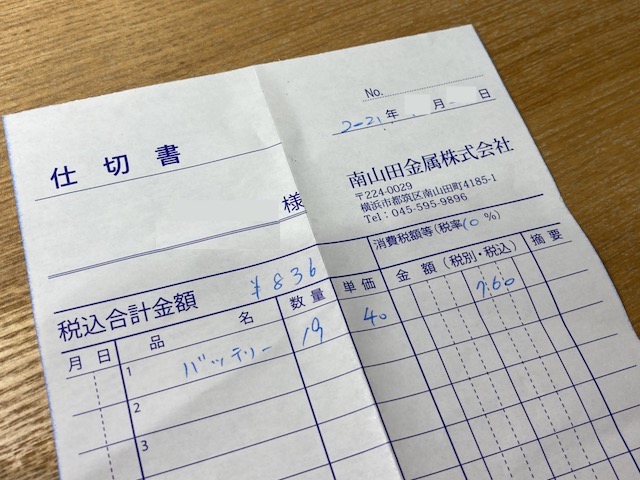 No.
2021年 月 日
仕切書
南山田金属株式会社
〒224-0029
横浜市都筑区南山田町4185-1
Tel：045-595-9896
様
消費税額等(税率10%)
税込合計金額 ¥836
月 日 品名 数量 単価 金額(税別・税込) 摘要
1 バッテリー 19 40 760
2
3